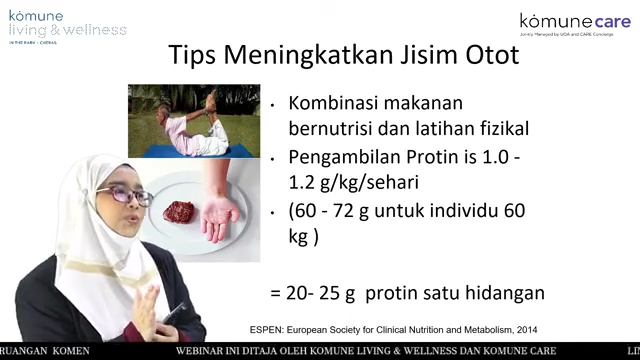 kömune
living & wellness
IN THE PARK - CHERAS
kömunecare
Jointly Managed by UDA and CARE Concierge
Tips Meningkatkan Jisim Otot
• Kombinasi makanan
bernutrisi dan latihan fizikal
• Pengambilan Protin is 1.0 -
1.2 g/kg/sehari
• (60 - 72 g untuk individu 60
kg )
= 20- 25 g protin satu hidangan
ESPEN: European Society for Clinical Nutrition and Metabolism, 2014
RUANGAN KOMEN WEBINAR INI DITAJA OLEH KOMUNE LIVING & WELLNESS DAN KOMUNE CARE LI